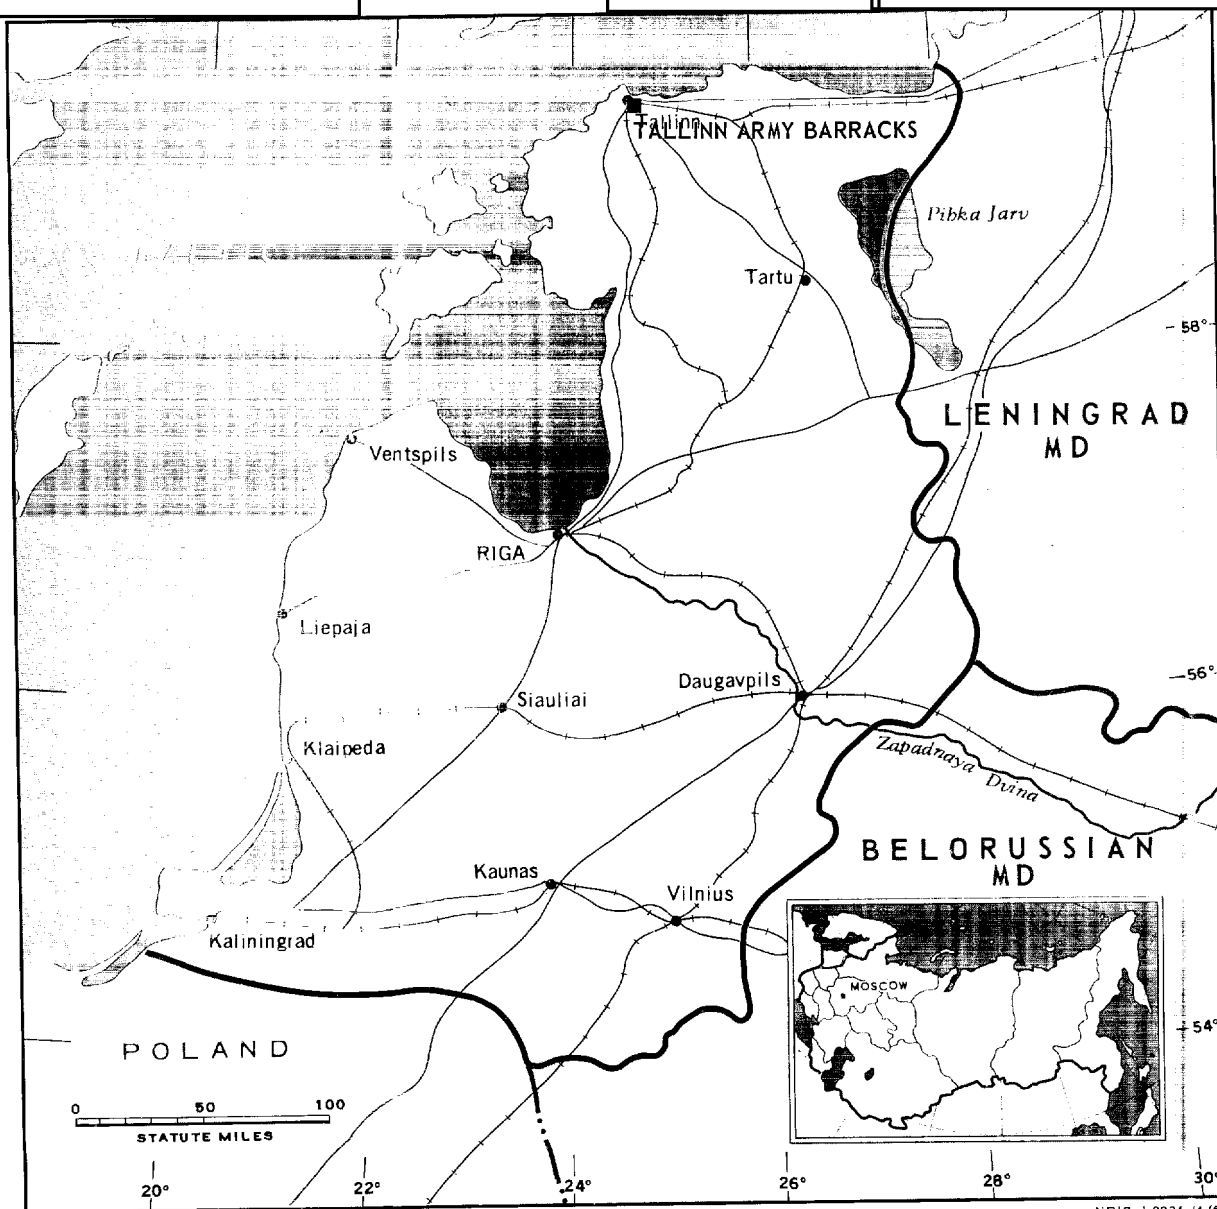 Tallinn
TALLINN ARMY BARRACKS
Pihka Jarv
Tartu
58°
LENINGRAD
MD
Ventspils
RIGA
Liepaja
Daugavpils
56°
Siauliai
Klaipeda
Zapadnaya Dvina
BELORUSSIAN
MD
Kaunas
Vilnius
Kaliningrad
MOSCOW
54°
POLAND
0 50 100
STATUTE MILES
20° 22° 24° 26° 28° 30°